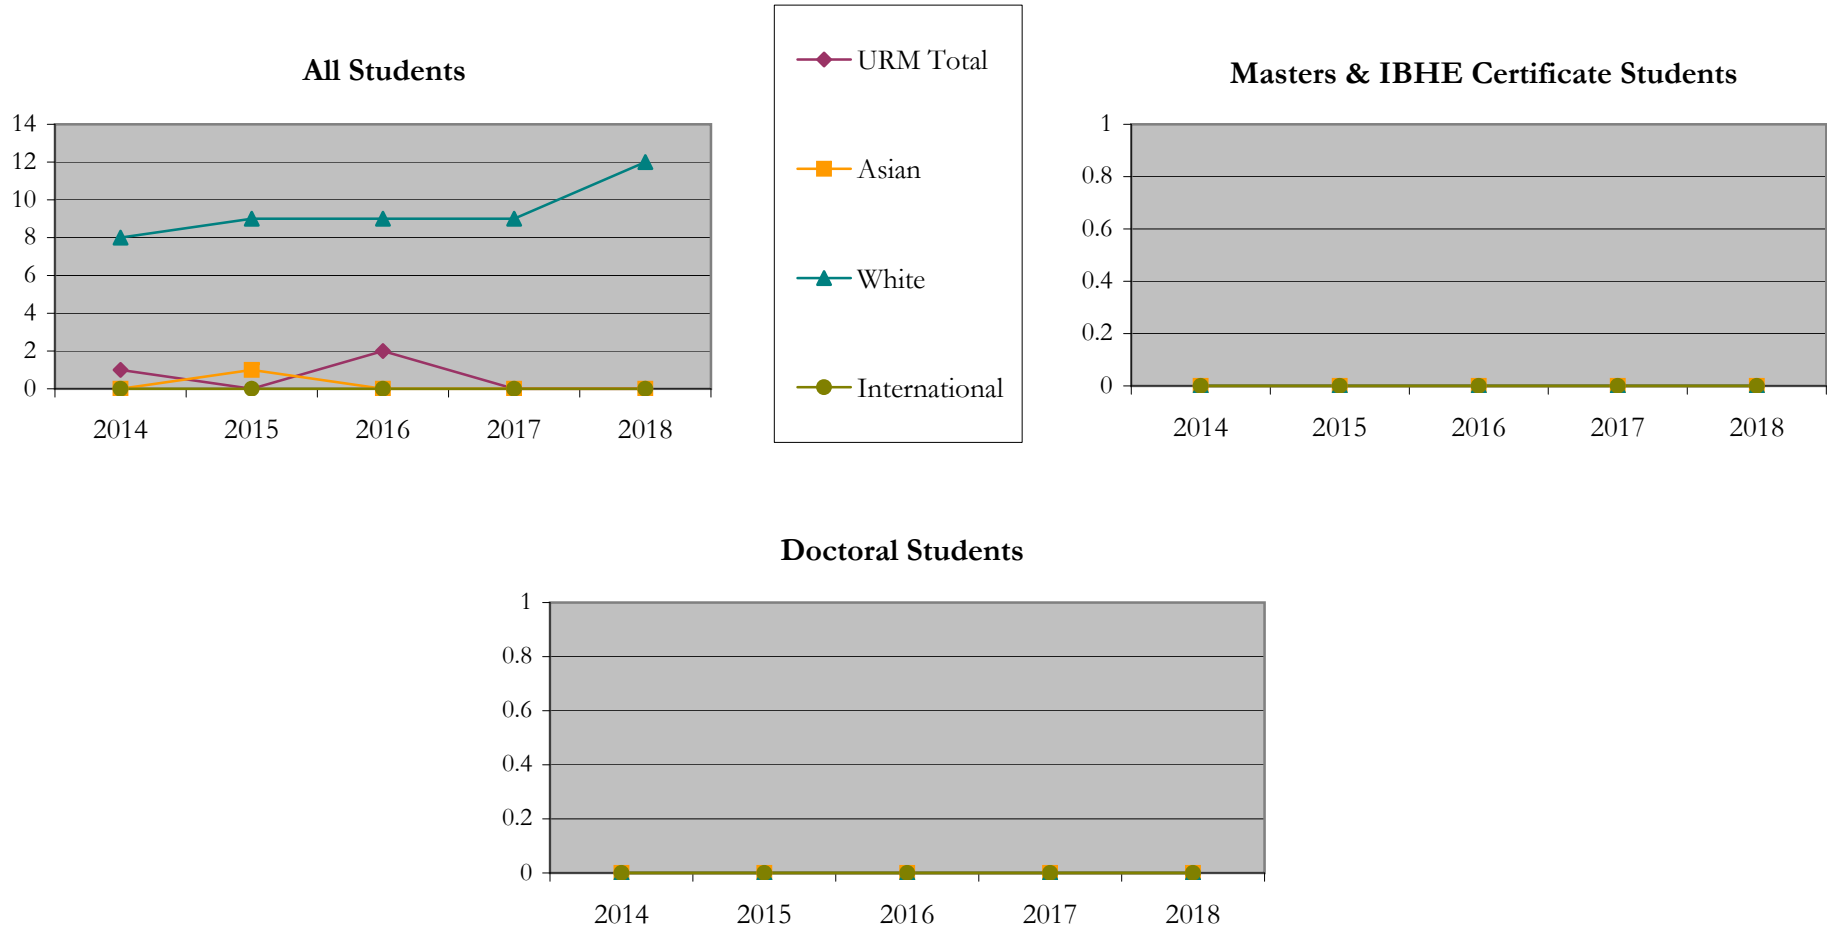 All Students
14
12
10
8
6
4
2
0
2014 2015 2016 2017 2018
URM Total
Asian
White
International
Masters & IBHE Certificate Students
1
0.8
0.6
0.4
0.2
0
2014 2015 2016 2017 2018
Doctoral Students
1
0.8
0.6
0.4
0.2
0
2014 2015 2016 2017 2018